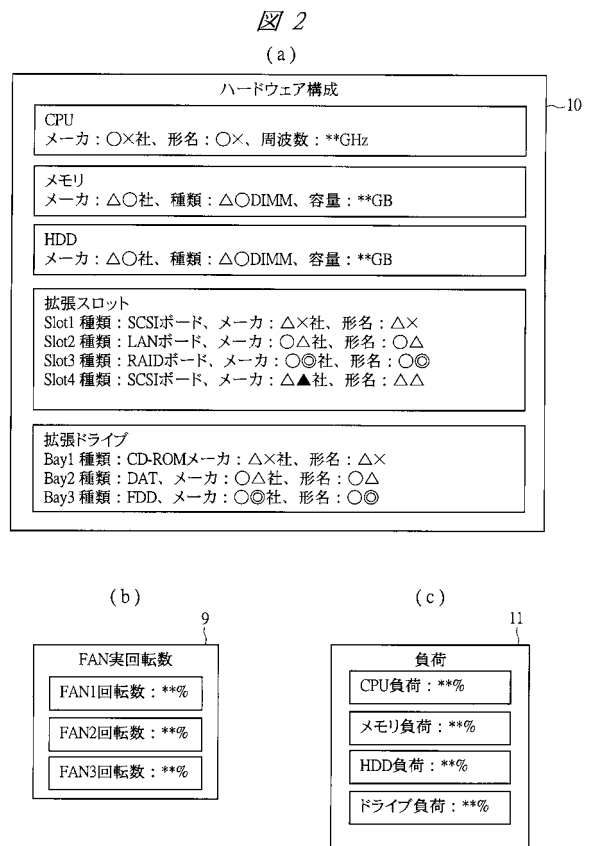 図 2
(a)
ハードウェア構成
10
CPU
メーカ：○×社、形名：○×、周波数：**GHz
メモリ
メーカ：△○社、種類：△○DIMM、容量：**GB
HDD
メーカ：△○社、種類：△○DIMM、容量：**GB
拡張スロット
Slot1 種類：SCSIボード、メーカ：△×社、形名：△×
Slot2 種類：LANボード、メーカ：○△社、形名：○△
Slot3 種類：RAIDボード、メーカ：○◎社、形名：○◎
Slot4 種類：SCSIボード、メーカ：△▲社、形名：△△
拡張ドライブ
Bay1 種類：CD-ROMメーカ：△×社、形名：△×
Bay2 種類：DAT、メーカ：○△社、形名：○△
Bay3 種類：FDD、メーカ：○◎社、形名：○◎
(b)
9
FAN実回転数
FAN1回転数：**%
FAN2回転数：**%
FAN3回転数：**%
(c)
11
負荷
CPU負荷：**%
メモリ負荷：**%
HDD負荷：**%
ドライブ負荷：**%